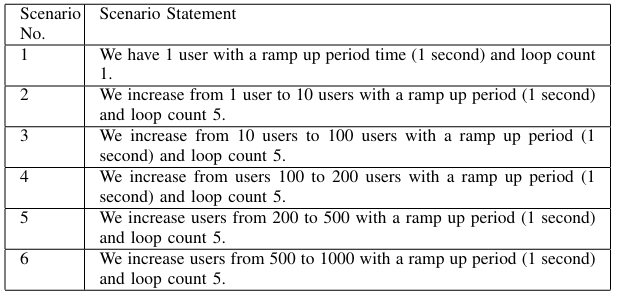 Scenario No. Scenario Statement
1 We have 1 user with a ramp up period time (1 second) and loop count
1.
2 We increase from 1 user to 10 users with a ramp up period (1 second)
and loop count 5.
3 We increase from 10 users to 100 users with a ramp up period (1
second) and loop count 5.
4 We increase from users 100 to 200 users with a ramp up period (1
second) and loop count 5.
5 We increase users from 200 to 500 with a ramp up period (1 second)
and loop count 5.
6 We increase users from 500 to 1000 with a ramp up period (1 second)
and loop count 5.